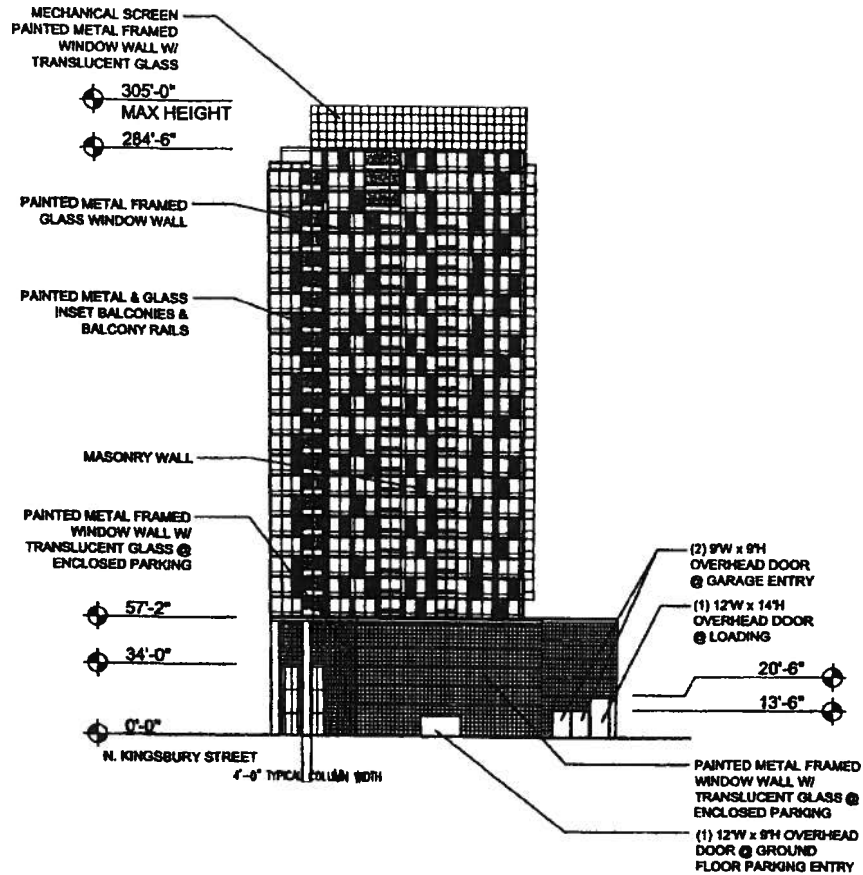 MECHANICAL SCREEN
PAINTED METAL FRAMED
WINDOW WALL W/
TRANSLUCENT GLASS
305'-0"
MAX HEIGHT
284'-6"
PAINTED METAL FRAMED
GLASS WINDOW WALL
PAINTED METAL & GLASS
INSET BALCONIES &
BALCONY RAILS
MASONRY WALL
PAINTED METAL FRAMED
WINDOW WALL W/
TRANSLUCENT GLASS @
ENCLOSED PARKING
57'-2"
34'-0"
0'-0"
N. KINGSBURY STREET
4'-0" TYPICAL COLUMN WIDTH
(2) 9'W x 9'H
OVERHEAD DOOR
@ GARAGE ENTRY
(1) 12'W x 14'H
OVERHEAD DOOR
@ LOADING
20'-6"
13'-6"
PAINTED METAL FRAMED
WINDOW WALL W/
TRANSLUCENT GLASS @
ENCLOSED PARKING
(1) 12'W x 9'H OVERHEAD
DOOR @ GROUND
FLOOR PARKING ENTRY